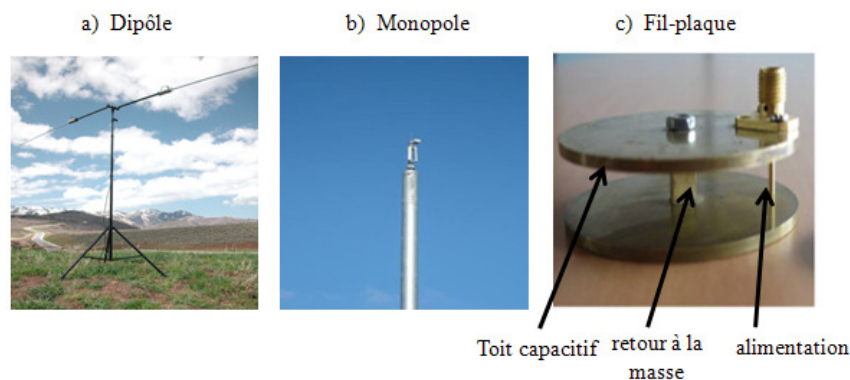 a) Dipôle
b) Monopole
c) Fil-plaque
Toit capacitif
retour à la
masse
alimentation